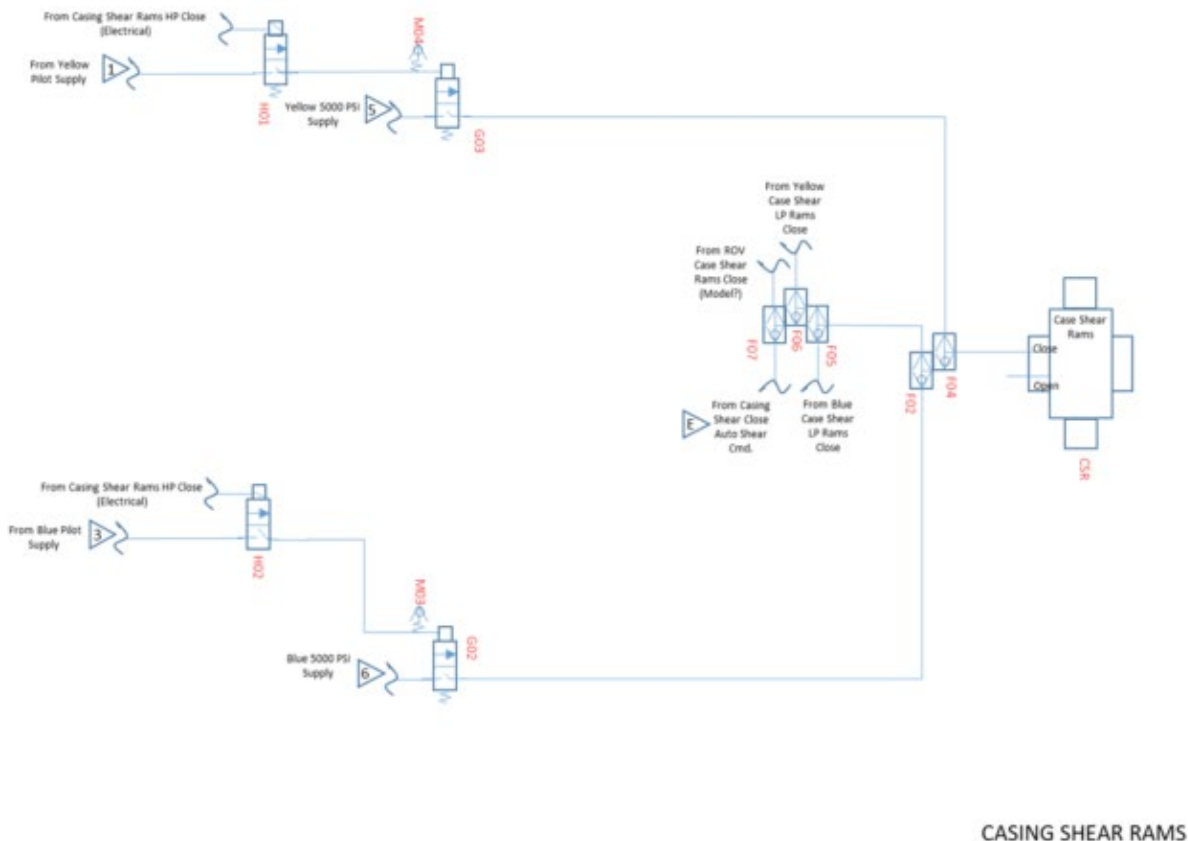 From Casing Shear Rams HP Close
(Electrical)
M04
From Yellow
Pilot Supply
1
H01
Yellow 5000 PSI
Supply
5
G03
From Yellow
Case Shear
LP Rams
Close
From ROV
Case Shear
Rams Close
(Model?)
F07
F06
F05
F02
F04
Case Shear
Rams
Close
Open
CSR
E
From Casing
Shear Close
Auto Shear
Cmd.
From Blue
Case Shear
LP Rams
Close
From Casing Shear Rams HP Close
(Electrical)
From Blue Pilot
Supply
3
H02
M03
G02
Blue 5000 PSI
Supply
6
CASING SHEAR RAMS